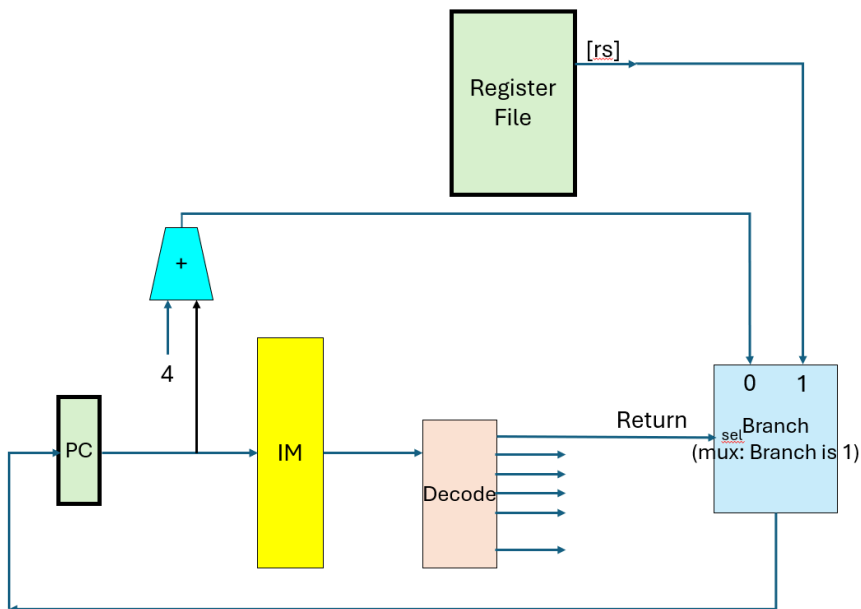 [rs]
Register
File
+
4
0 1
PC
IM
Decode
Return
sel
Branch
(mux: Branch is 1)